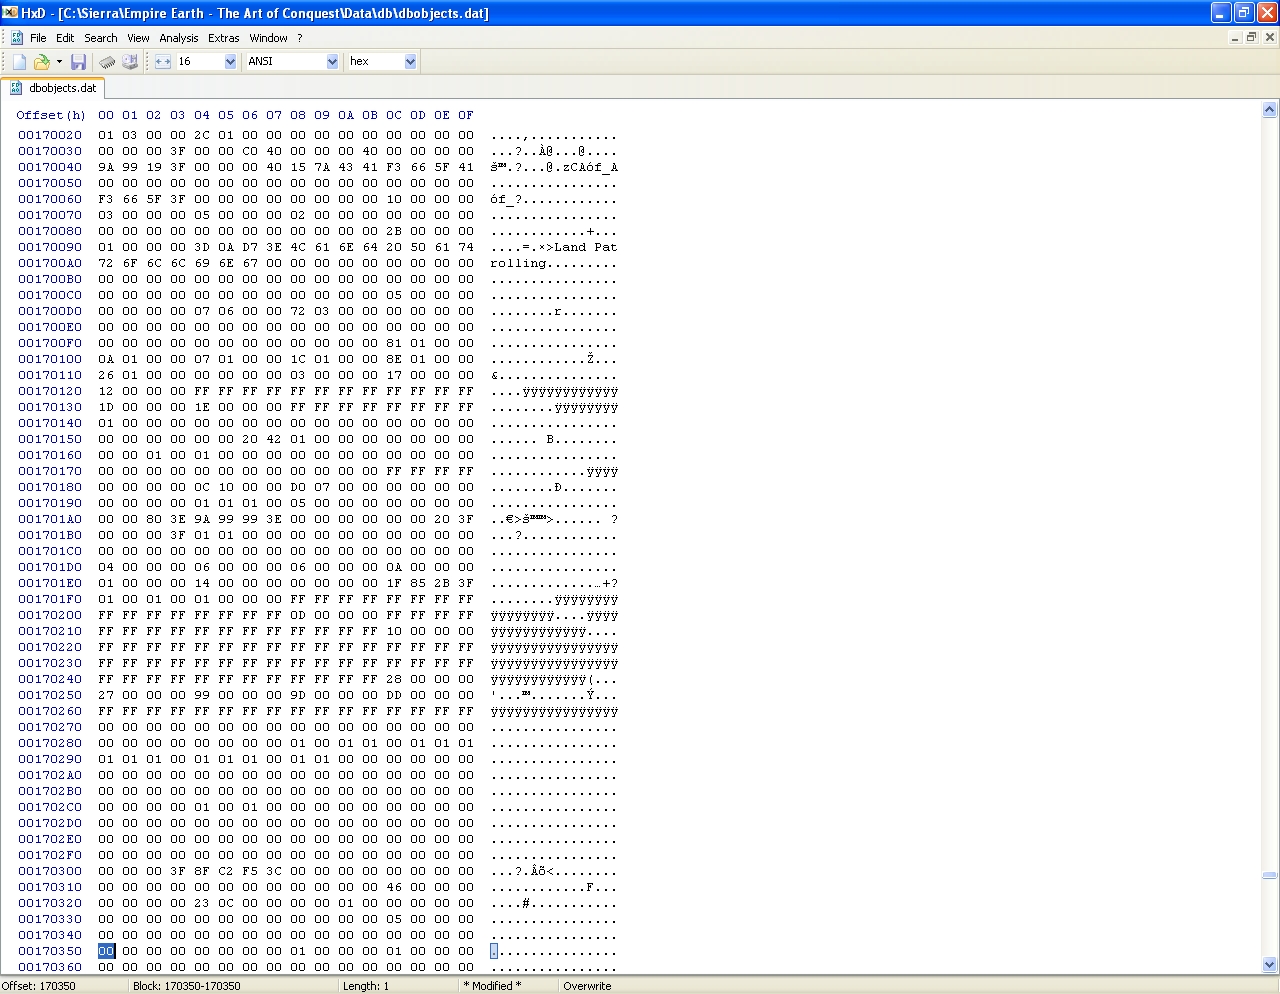 HxD - [C:\Sierra\Empire Earth - The Art of Conquest\Data\db\dbobjects.dat]
File Edit Search View Analysis Extras Window ?
16 ANSI hex
dbobjects.dat
Offset(h) 00 01 02 03 04 05 06 07 08 09 0A 0B 0C 0D 0E 0F
00170020 01 03 00 00 2C 01 00 00 00 00 00 00 00 00 00 00 ....,...........
00170030 00 00 00 3F 00 00 C0 40 00 00 00 40 00 00 00 00 ...?..À@...@....
00170040 9A 99 19 3F 00 00 00 40 15 7A 43 41 F3 66 5F 41 š™.?...@.zCAóf_A
00170050 00 00 00 00 00 00 00 00 00 00 00 00 00 00 00 00 ................
00170060 F3 66 5F 3F 00 00 00 00 00 00 00 00 10 00 00 00 óf_?............
00170070 03 00 00 00 05 00 00 00 02 00 00 00 00 00 00 00 ................
00170080 00 00 00 00 00 00 00 00 00 00 00 00 2B 00 00 00 ............+...
00170090 01 00 00 00 3D 0A D7 3E 4C 61 6E 64 20 50 61 74 ....=.×>Land Pat
001700A0 72 6F 6C 6C 69 6E 67 00 00 00 00 00 00 00 00 00 rolling.........
001700B0 00 00 00 00 00 00 00 00 00 00 00 00 00 00 00 00 ................
001700C0 00 00 00 00 00 00 00 00 00 00 00 00 05 00 00 00 ................
001700D0 00 00 00 00 07 06 00 00 72 03 00 00 00 00 00 00 ........r.......
001700E0 00 00 00 00 00 00 00 00 00 00 00 00 00 00 00 00 ................
001700F0 00 00 00 00 00 00 00 00 00 00 00 00 81 01 00 00 ................
00170100 0A 01 00 00 07 01 00 00 1C 01 00 00 8E 01 00 00 ............Ž...
00170110 26 01 00 00 00 00 00 00 03 00 00 00 17 00 00 00 &...............
00170120 12 00 00 00 FF FF FF FF FF FF FF FF FF FF FF FF ....ÿÿÿÿÿÿÿÿÿÿÿÿ
00170130 1D 00 00 00 1E 00 00 00 FF FF FF FF FF FF FF FF ........ÿÿÿÿÿÿÿÿ
00170140 01 00 00 00 00 00 00 00 00 00 00 00 00 00 00 00 ................
00170150 00 00 00 00 00 00 20 42 01 00 00 00 00 00 00 00 ...... B........
00170160 00 00 01 00 01 00 00 00 00 00 00 00 00 00 00 00 ................
00170170 00 00 00 00 00 00 00 00 00 00 00 00 FF FF FF FF ............ÿÿÿÿ
00170180 00 00 00 00 0C 10 00 00 D0 07 00 00 00 00 00 00 ........Ð.......
00170190 00 00 00 00 01 01 01 00 05 00 00 00 00 00 00 00 ................
001701A0 00 00 80 3E 9A 99 99 3E 00 00 00 00 00 00 20 3F ..€>š™™>...... ?
001701B0 00 00 00 3F 01 01 00 00 00 00 00 00 00 00 00 00 ...?............
001701C0 00 00 00 00 00 00 00 00 00 00 00 00 00 00 00 00 ................
001701D0 04 00 00 00 06 00 00 00 06 00 00 00 0A 00 00 00 ................
001701E0 01 00 00 00 14 00 00 00 00 00 00 00 1F 85 2B 3F .............…+?
001701F0 01 00 01 00 01 00 00 00 FF FF FF FF FF FF FF FF ........ÿÿÿÿÿÿÿÿ
00170200 FF FF FF FF FF FF FF FF 0D 00 00 00 FF FF FF FF ÿÿÿÿÿÿÿÿ....ÿÿÿÿ
00170210 FF FF FF FF FF FF FF FF FF FF FF FF 10 00 00 00 ÿÿÿÿÿÿÿÿÿÿÿÿ....
00170220 FF FF FF FF FF FF FF FF FF FF FF FF FF FF FF FF ÿÿÿÿÿÿÿÿÿÿÿÿÿÿÿÿ
00170230 FF FF FF FF FF FF FF FF FF FF FF FF FF FF FF FF ÿÿÿÿÿÿÿÿÿÿÿÿÿÿÿÿ
00170240 FF FF FF FF FF FF FF FF FF FF FF FF 28 00 00 00 ÿÿÿÿÿÿÿÿÿÿÿÿ(...
00170250 27 00 00 00 99 00 00 00 9D 00 00 00 DD 00 00 00 '...™.......Ý...
00170260 FF FF FF FF FF FF FF FF FF FF FF FF FF FF FF FF ÿÿÿÿÿÿÿÿÿÿÿÿÿÿÿÿ
00170270 00 00 00 00 00 00 00 00 00 00 00 00 00 00 00 00 ................
00170280 00 00 00 00 00 00 00 00 01 00 01 01 00 01 01 01 ................
00170290 01 01 01 00 01 01 01 00 01 01 00 00 00 00 00 00 ................
001702A0 00 00 00 00 00 00 00 00 00 00 00 00 00 00 00 00 ................
001702B0 00 00 00 00 00 00 00 00 00 00 00 00 00 00 00 00 ................
001702C0 00 00 00 00 01 00 01 00 00 00 00 00 00 00 00 00 ................
001702D0 00 00 00 00 00 00 00 00 00 00 00 00 00 00 00 00 ................
001702E0 00 00 00 00 00 00 00 00 00 00 00 00 00 00 00 00 ................
001702F0 00 00 00 00 00 00 00 00 00 00 00 00 00 00 00 00 ................
00170300 00 00 00 3F 8F C2 F5 3C 00 00 00 00 00 00 00 00 ...?.Âõ<........
00170310 00 00 00 00 00 00 00 00 00 00 00 00 46 00 00 00 ............F...
00170320 00 00 00 00 23 0C 00 00 00 00 01 00 00 00 00 00 ....#...........
00170330 00 00 00 00 00 00 00 00 00 00 00 00 05 00 00 00 ................
00170340 00 00 00 00 00 00 00 00 00 00 00 00 00 00 00 00 ................
00170350 00 00 00 00 00 00 00 00 01 00 00 00 01 00 00 00 ................
00170360 00 00 00 00 00 00 00 00 00 00 00 00 00 00 00 00 ................
Offset: 170350 Block: 170350-170350 Length: 1 * Modified * Overwrite